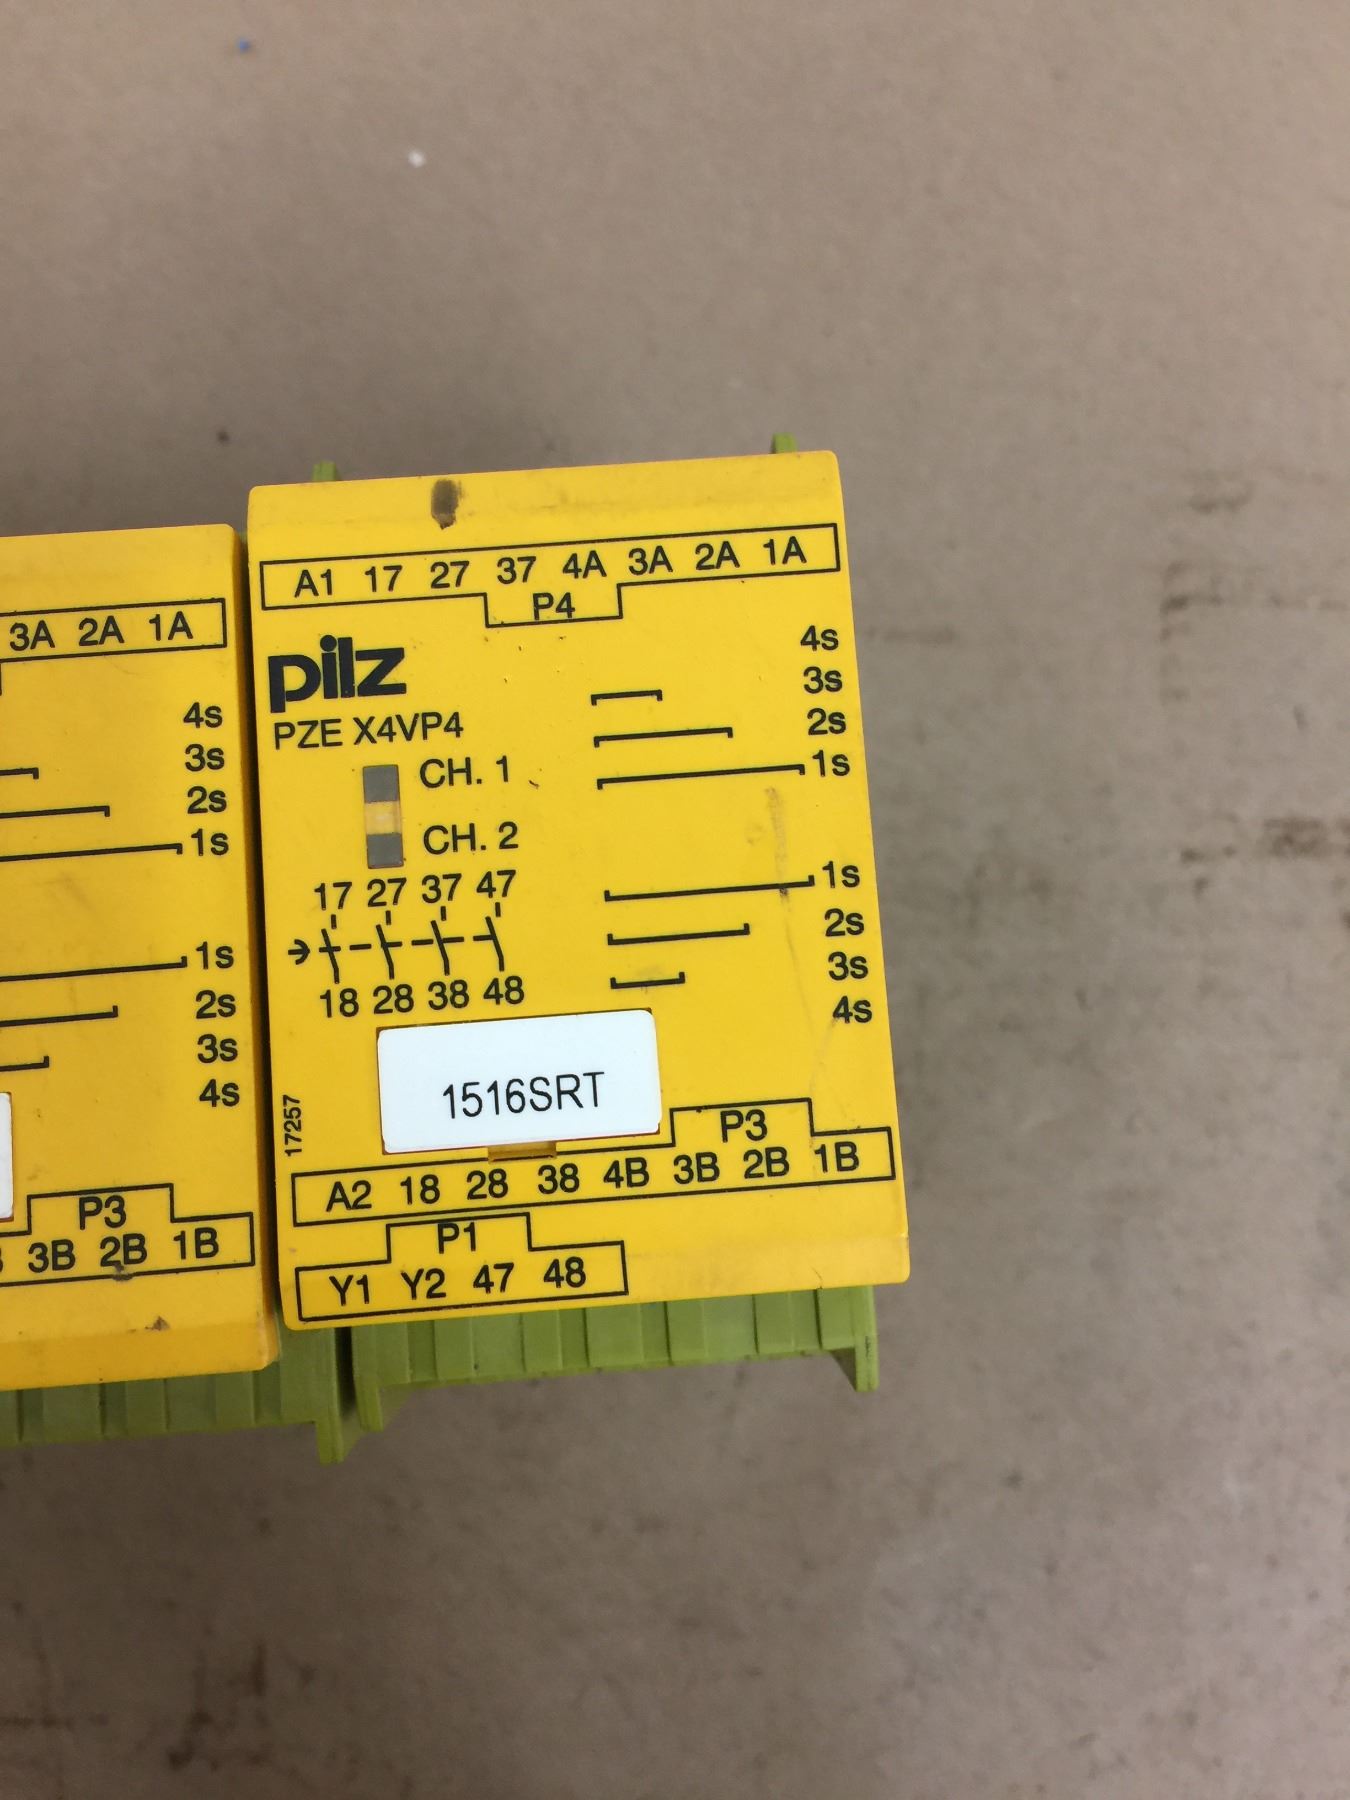 3A 2A 1A
4s
3s
2s
1s
1s
2s
3s
4s
P3
3B 2B 1B
A1 17 27 37 4A 3A 2A 1A
P4
pilz
PZE X4VP4
CH. 1
CH. 2
17 27 37 47
18 28 38 48
4s
3s
2s
1s
1s
2s
3s
4s
1516SRT
17257
P3
A2 18 28 38 4B 3B 2B 1B
P1
Y1 Y2 47 48